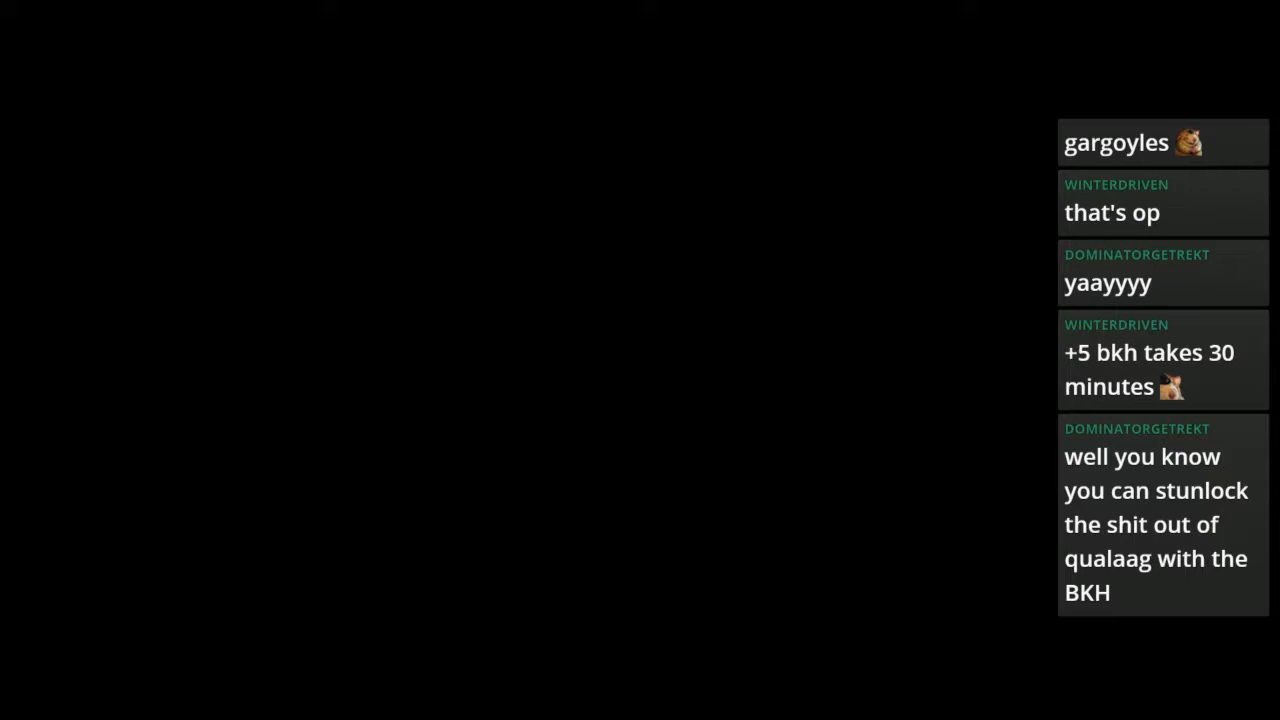 gargoyles
WINTERDRIVEN
that's op
DOMINATORGETREKT
yaayyyy
WINTERDRIVEN
+5 bkh takes 30
minutes
DOMINATORGETREKT
well you know
you can stunlock
the shit out of
qualaag with the
BKH